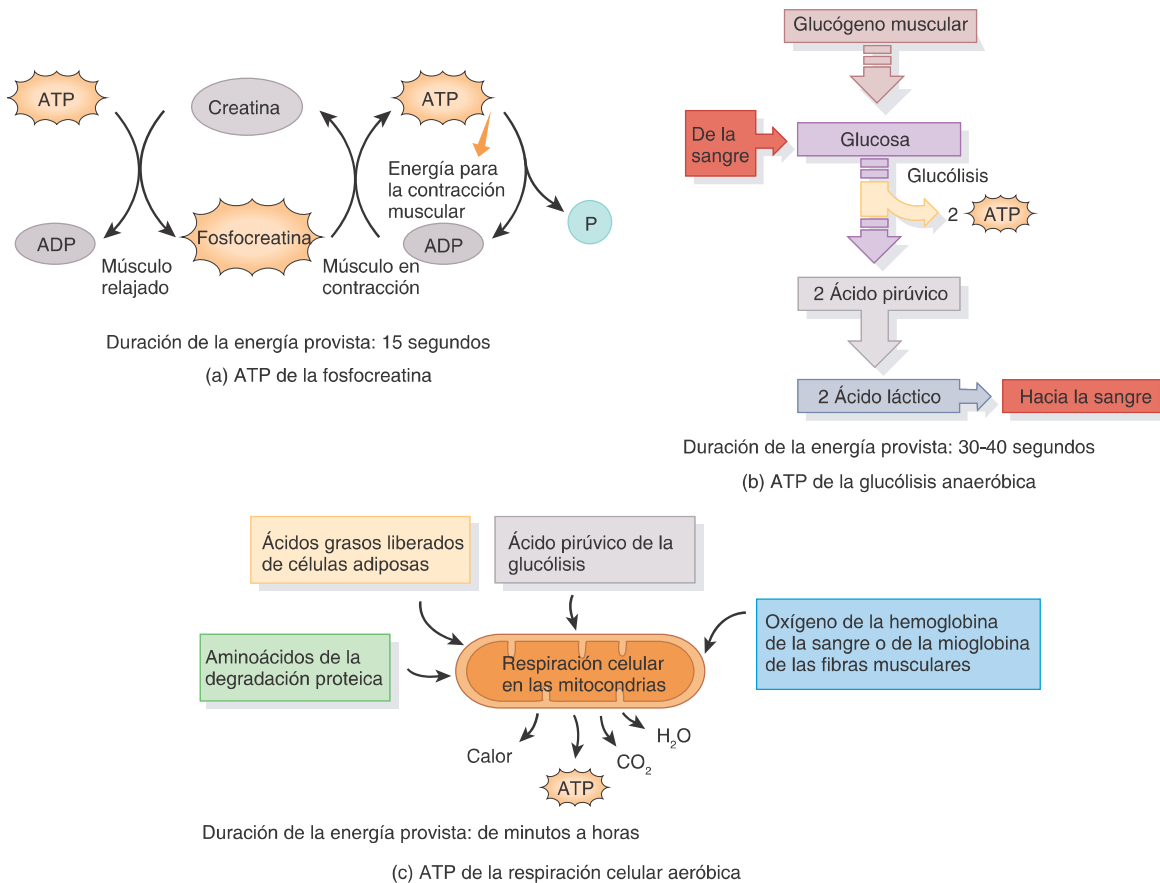 ATP
Creatina
ATP
Energía para
la contracción
muscular
ADP
Fosfocreatina
ADP
P
Músculo
relajado
Músculo en
contracción
Duración de la energía provista: 15 segundos
(a) ATP de la fosfocreatina
Glucógeno muscular
De la
sangre
Glucosa
Glucólisis
2 ATP
2 Ácido pirúvico
2 Ácido láctico
Hacia la sangre
Duración de la energía provista: 30-40 segundos
(b) ATP de la glucólisis anaeróbica
Ácidos grasos liberados
de células adiposas
Ácido pirúvico de la
glucólisis
Oxígeno de la hemoglobina
de la sangre o de la mioglobina
de las fibras musculares
Aminoácidos de la
degradación proteica
Respiración celular
en las mitocondrias
Calor
ATP
CO₂
H₂O
Duración de la energía provista: de minutos a horas
(c) ATP de la respiración celular aeróbica